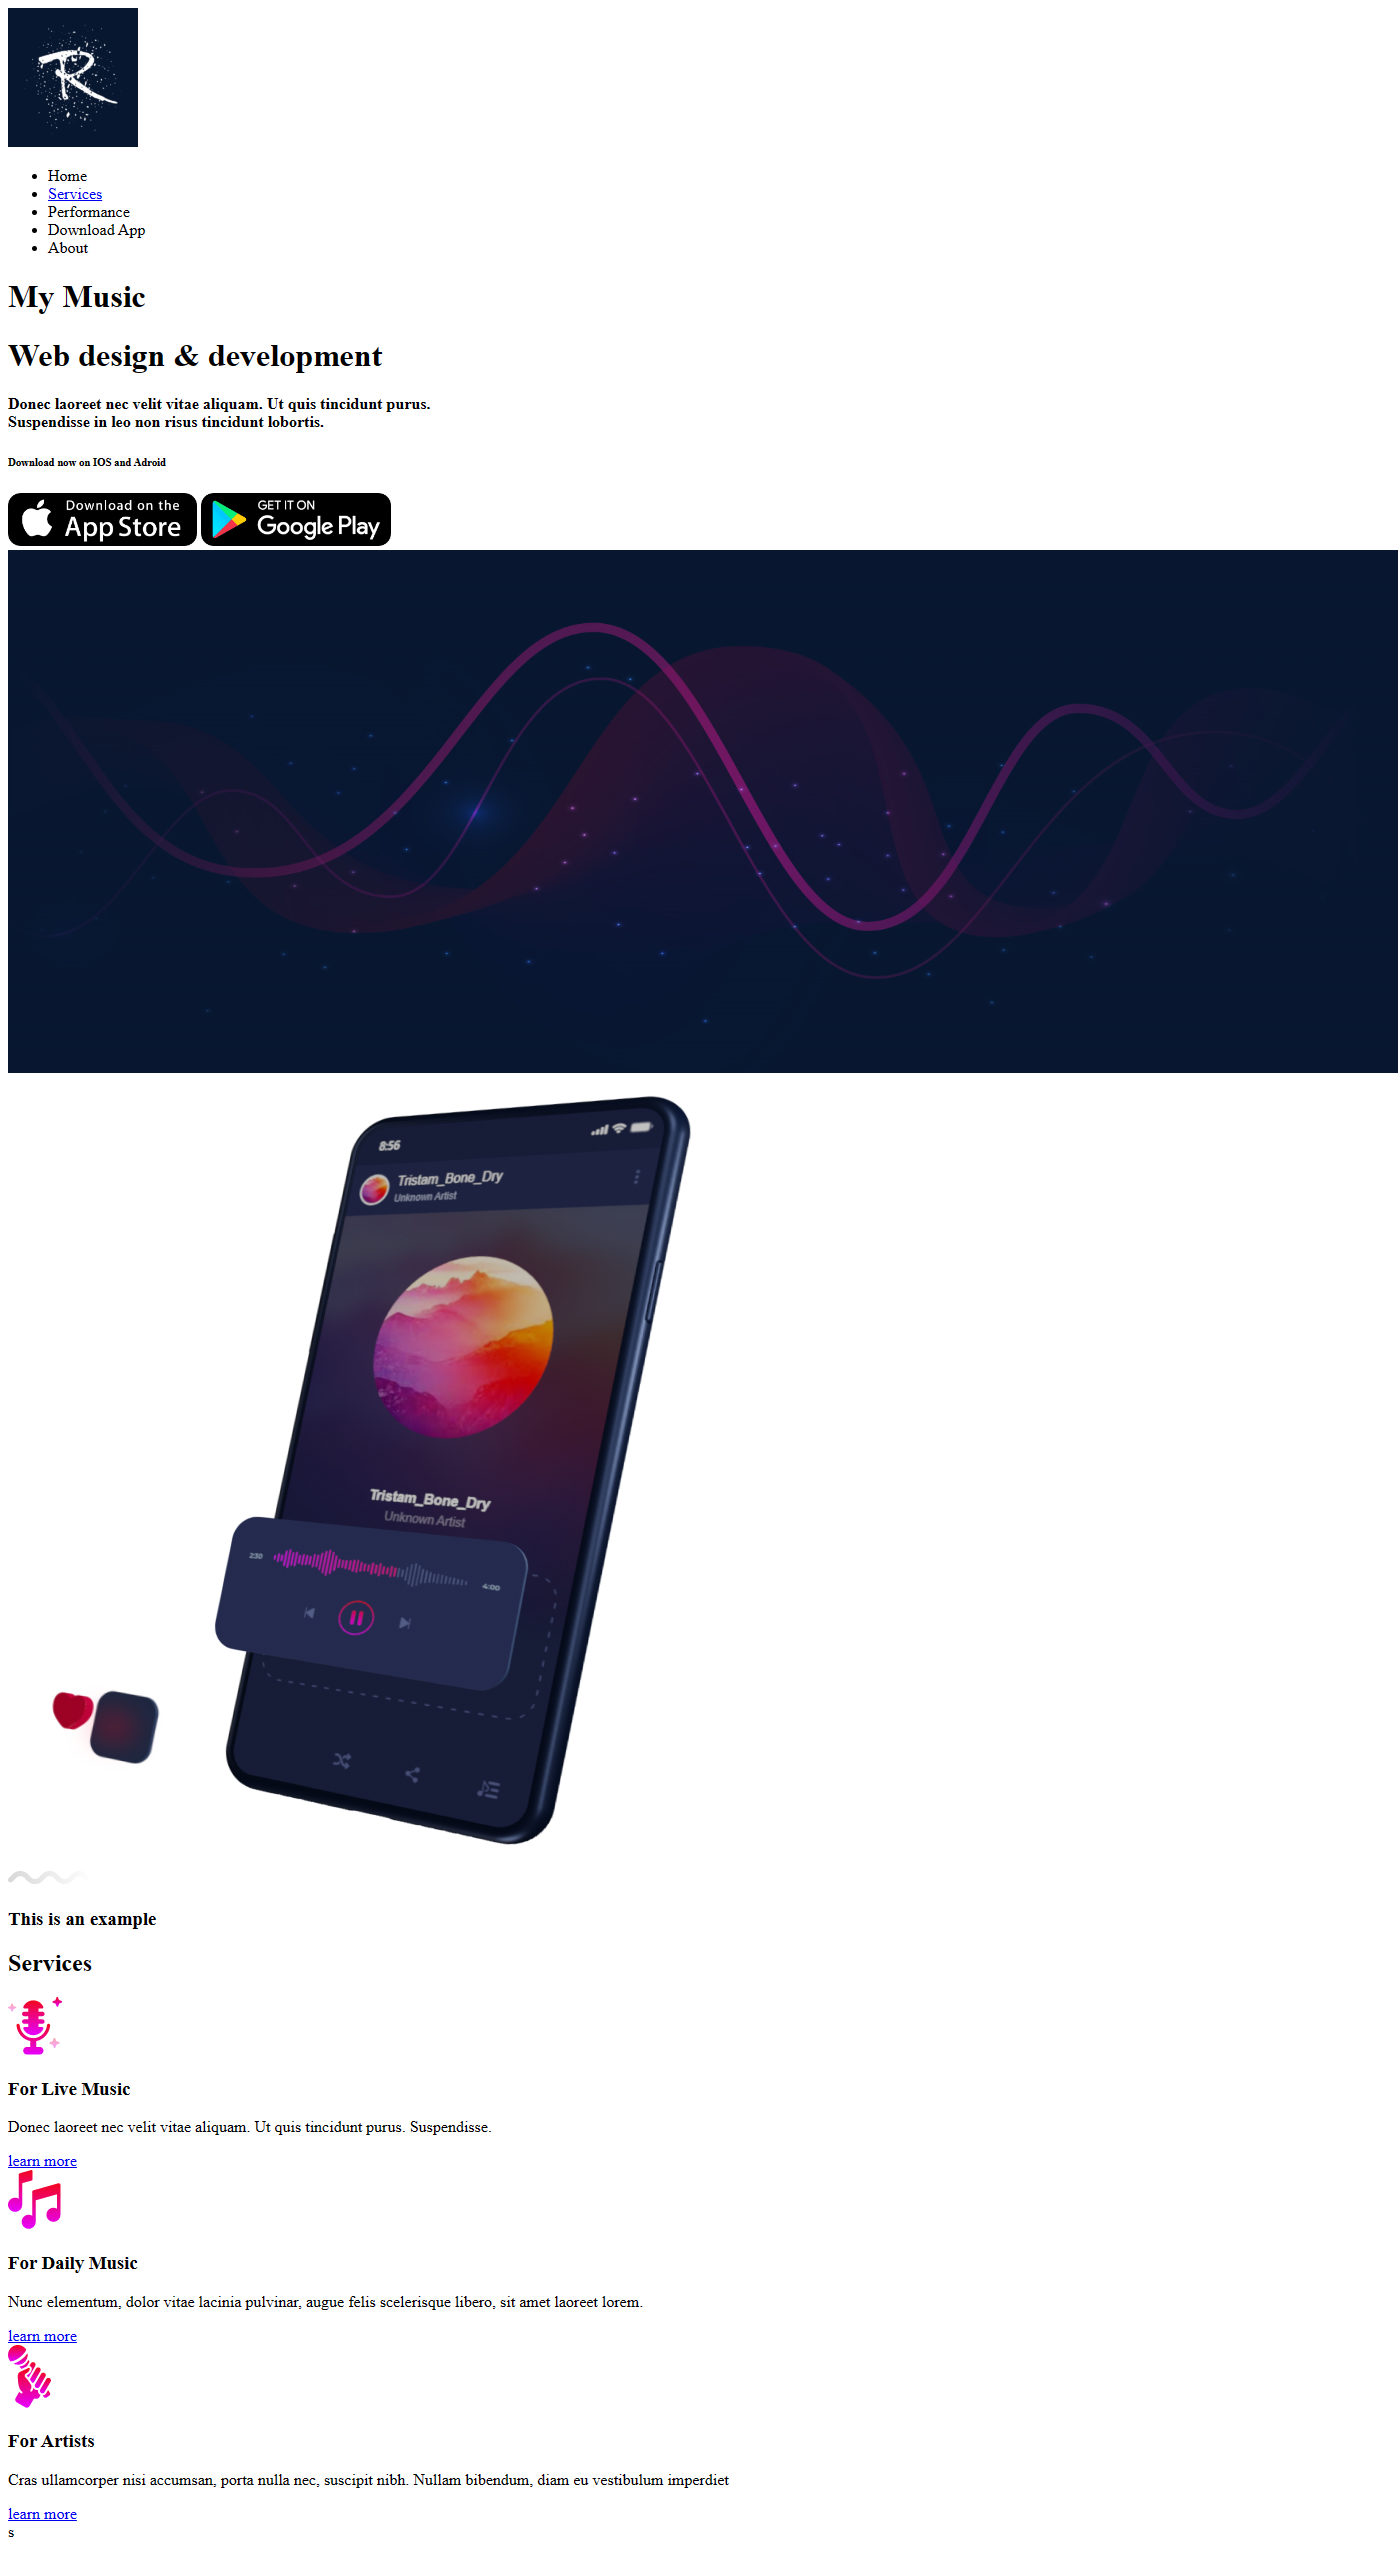 TR
Home
Services
Performance
Download App
About
My Music
Web design & development
Donec laoreet nec velit vitae aliquam. Ut quis tincidunt purus.
Suspendisse in leo non risus tincidunt lobortis.
Download now on IOS and Adroid
Download on the
App Store
GET IT ON
Google Play
8:56
Tristam_Bone_Dry
Unknown Artist
Tristam_Bone_Dry
Unknown Artist
2:30
4:00
This is an example
Services
For Live Music
Donec laoreet nec velit vitae aliquam. Ut quis tincidunt purus. Suspendisse.
learn more
For Daily Music
Nunc elementum, dolor vitae lacinia pulvinar, augue felis scelerisque libero, sit amet laoreet lorem.
learn more
For Artists
Cras ullamcorper nisi accumsan, porta nulla nec, suscipit nibh. Nullam bibendum, diam eu vestibulum imperdiet
learn more
s